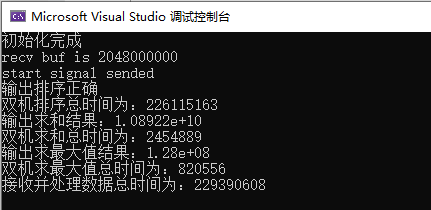 Microsoft Visual Studio 调试控制台
初始化完成
recv buf is 2048000000
start signal sended
输出排序正确
双机排序总时间为：226115163
输出求和结果：1.08922e+10
双机求和总时间为：2454889
输出求最大值结果：1.28e+08
双机求最大值总时间为：820556
接收并处理数据总时间为：229390608